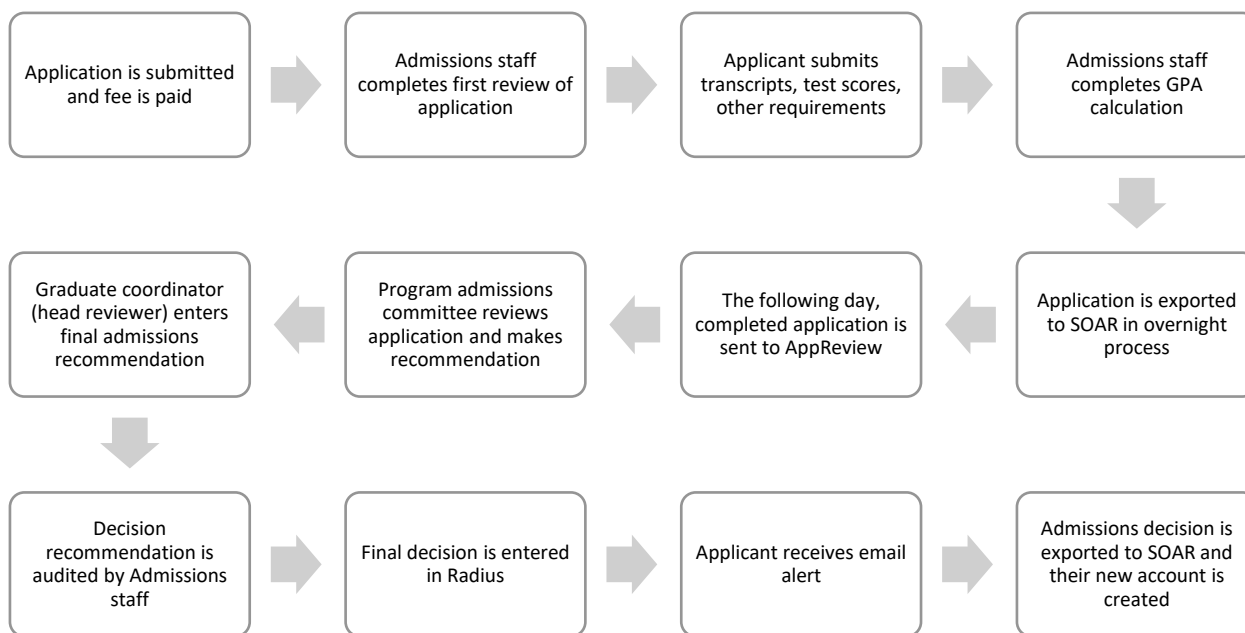 Application is submitted
and fee is paid
Admissions staff
completes first review of
application
Applicant submits
transcripts, test scores,
other requirements
Admissions staff
completes GPA
calculation
Application is exported
to SOAR in overnight
process
The following day,
completed application is
sent to AppReview
Program admissions
committee reviews
application and makes
recommendation
Graduate coordinator
(head reviewer) enters
final admissions
recommendation
Decision
recommendation is
audited by Admissions
staff
Final decision is entered
in Radius
Applicant receives email
alert
Admissions decision is
exported to SOAR and
their new account is
created